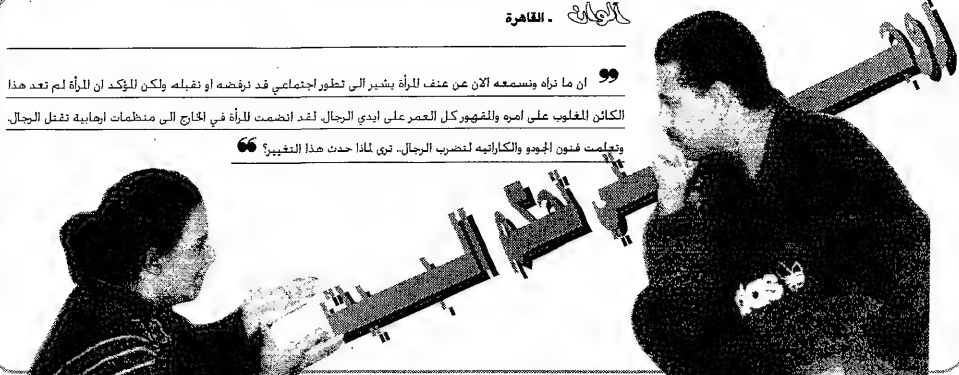 ألوان - القاهرة
ان ما نراه ونسمعه الان عن عنف المرأة يشير الى تطور اجتماعي قد نرفضه او نقبله، ولكن المؤكد ان المرأة لم تعد هذا
الكائن المغلوب على امره والمقهور كل العمر على ايدي الرجال. لقد انضمت المرأة في الخارج الى منظمات ارهابية تقتل الرجال.
وتعلمت فنون الجودو والكاراتيه لتضرب الرجال.. ترى لماذا حدث هذا التغيير؟